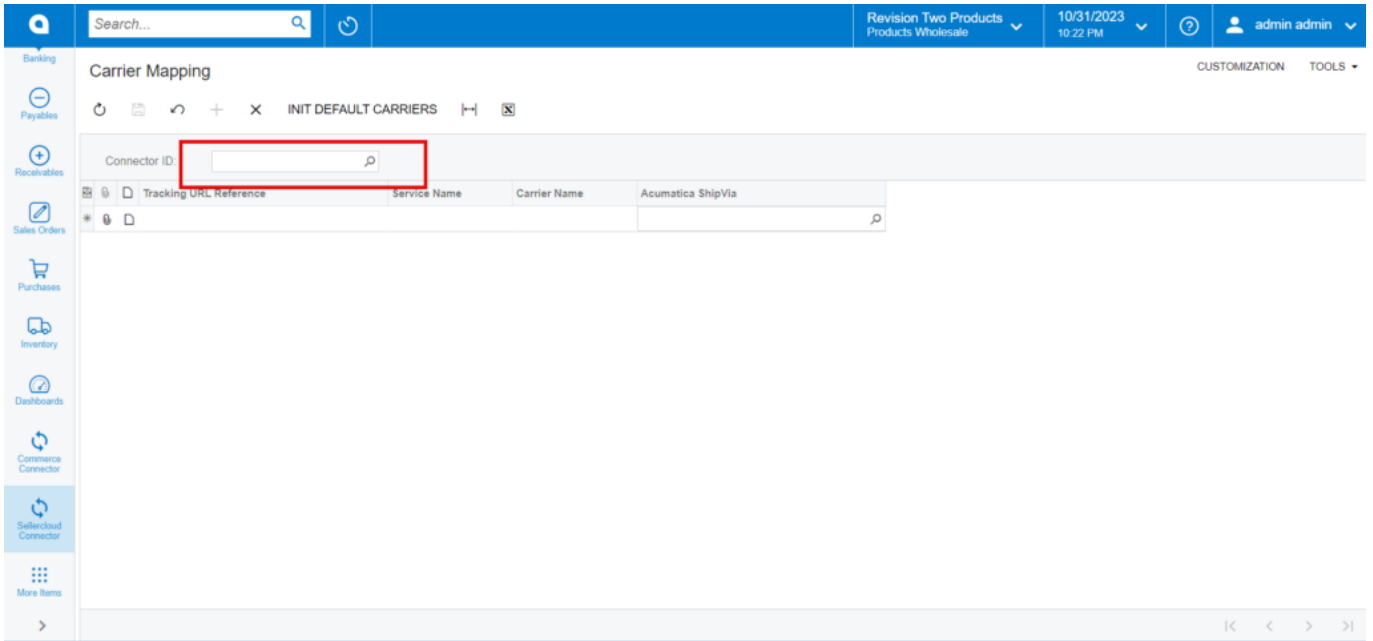 Search...
Revision Two Products
Products Wholesale
10/31/2023
10:22 PM
admin admin
Banking
Payables
Receivables
Sales Orders
Purchases
Inventory
Dashboards
Commerce
Connector
Sellercloud
Connector
More Items
Carrier Mapping
CUSTOMIZATION TOOLS
INIT DEFAULT CARRIERS
Connector ID:
Tracking URL Reference Service Name Carrier Name Acumatica ShipVia